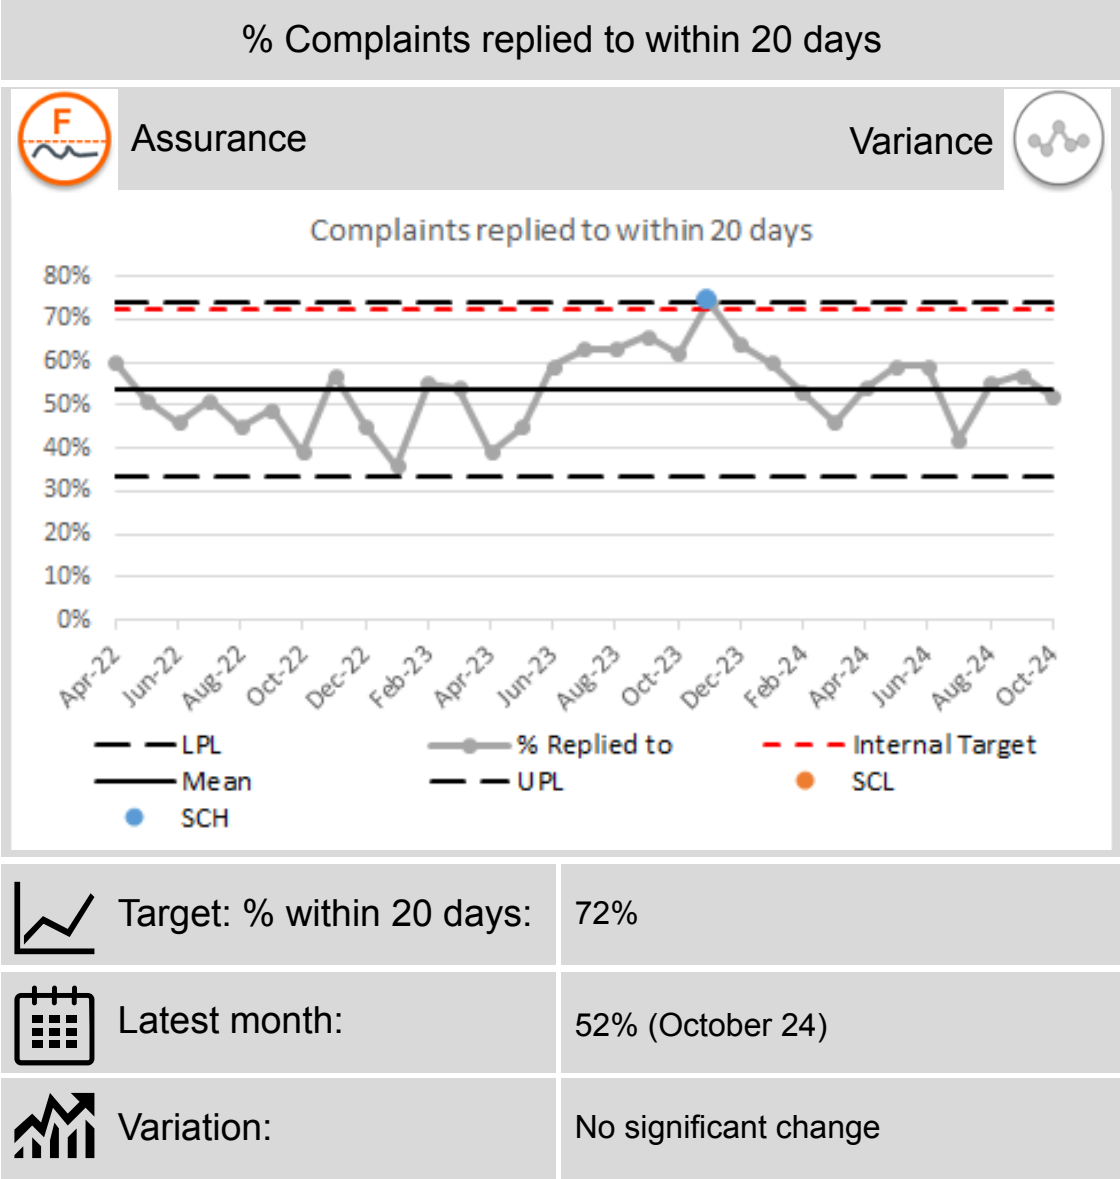 % Complaints replied to within 20 days
F
Assurance
Variance
Complaints replied to within 20 days
80%
70%
60%
50%
40%
30%
20%
10%
0%
Apr-22
Jun-22
Aug-22
Oct-22
Dec-22
Feb-23
Apr-23
Jun-23
Aug-23
Oct-23
Dec-23
Feb-24
Apr-24
Jun-24
Aug-24
Oct-24
LPL
% Replied to
Internal Target
Mean
UPL
SCL
SCH
Target: % within 20 days:
72%
Latest month:
52% (October 24)
Variation:
No significant change